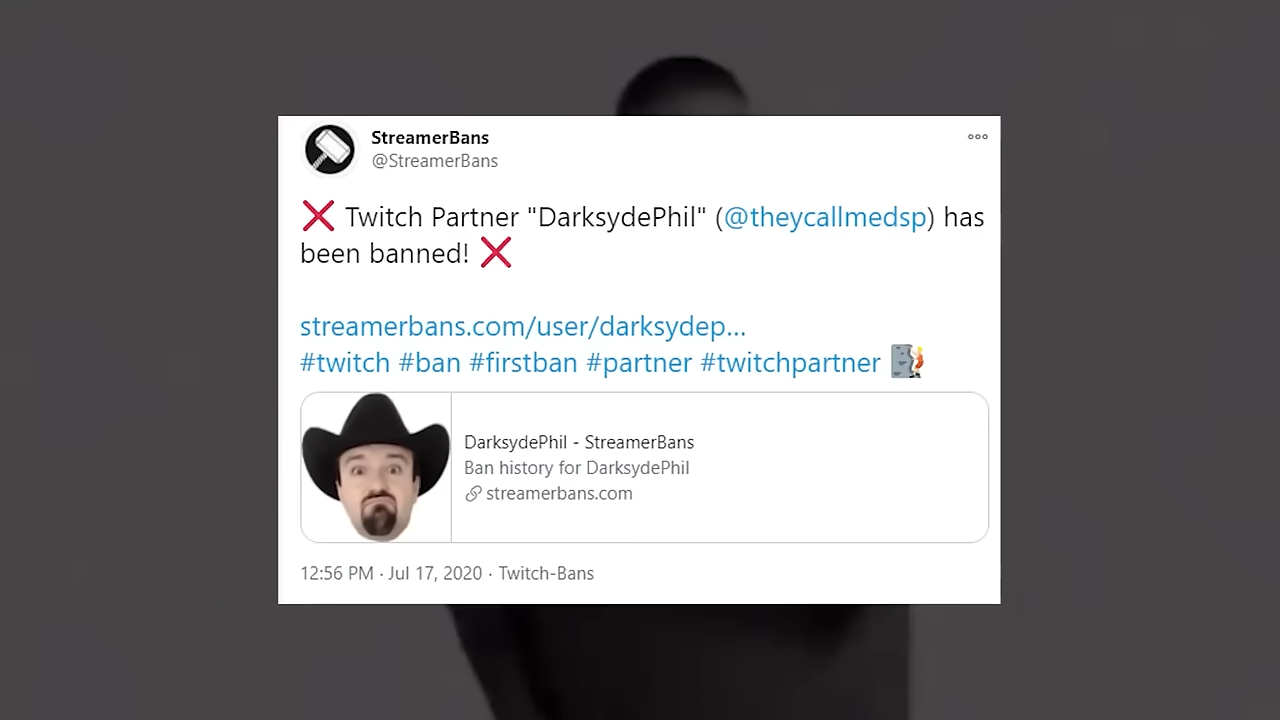 StreamerBans
@StreamerBans
❌ Twitch Partner "DarksydePhil" (@theycallmedsp) has
been banned! ❌
streamerbans.com/user/darksydep...
#twitch #ban #firstban #partner #twitchpartner
DarksydePhil - StreamerBans
Ban history for DarksydePhil
streamerbans.com
12:56 PM · Jul 17, 2020 · Twitch-Bans